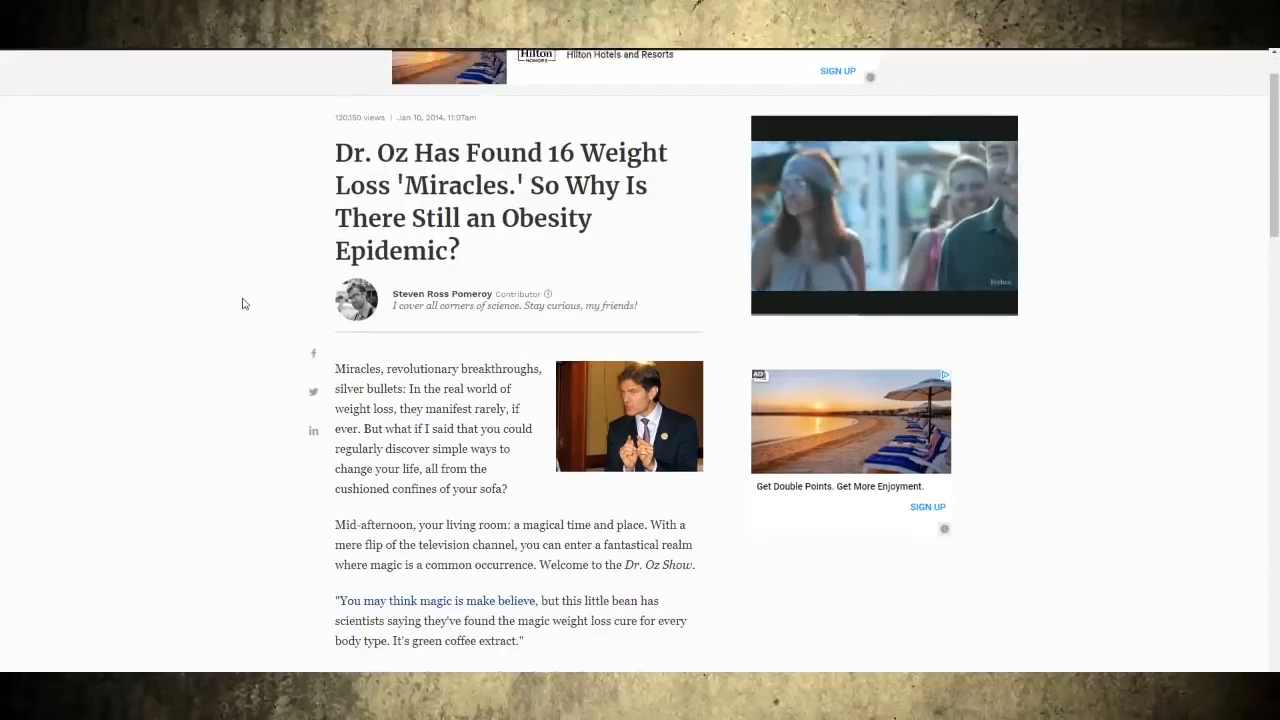 Hilton
HONORS
Hilton Hotels and Resorts
SIGN UP
120,150 views | Jan 10, 2014, 11:07am
Dr. Oz Has Found 16 Weight
Loss 'Miracles.' So Why Is
There Still an Obesity
Epidemic?
Steven Ross Pomeroy Contributor
I cover all corners of science. Stay curious, my friends!
Miracles, revolutionary breakthroughs,
silver bullets: In the real world of
weight loss, they manifest rarely, if
ever. But what if I said that you could
regularly discover simple ways to
change your life, all from the
cushioned confines of your sofa?
Mid-afternoon, your living room: a magical time and place. With a
mere flip of the television channel, you can enter a fantastical realm
where magic is a common occurrence. Welcome to the Dr. Oz Show.
"You may think magic is make believe, but this little bean has
scientists saying they've found the magic weight loss cure for every
body type. It's green coffee extract."
Forbes
AD
Get Double Points. Get More Enjoyment.
SIGN UP